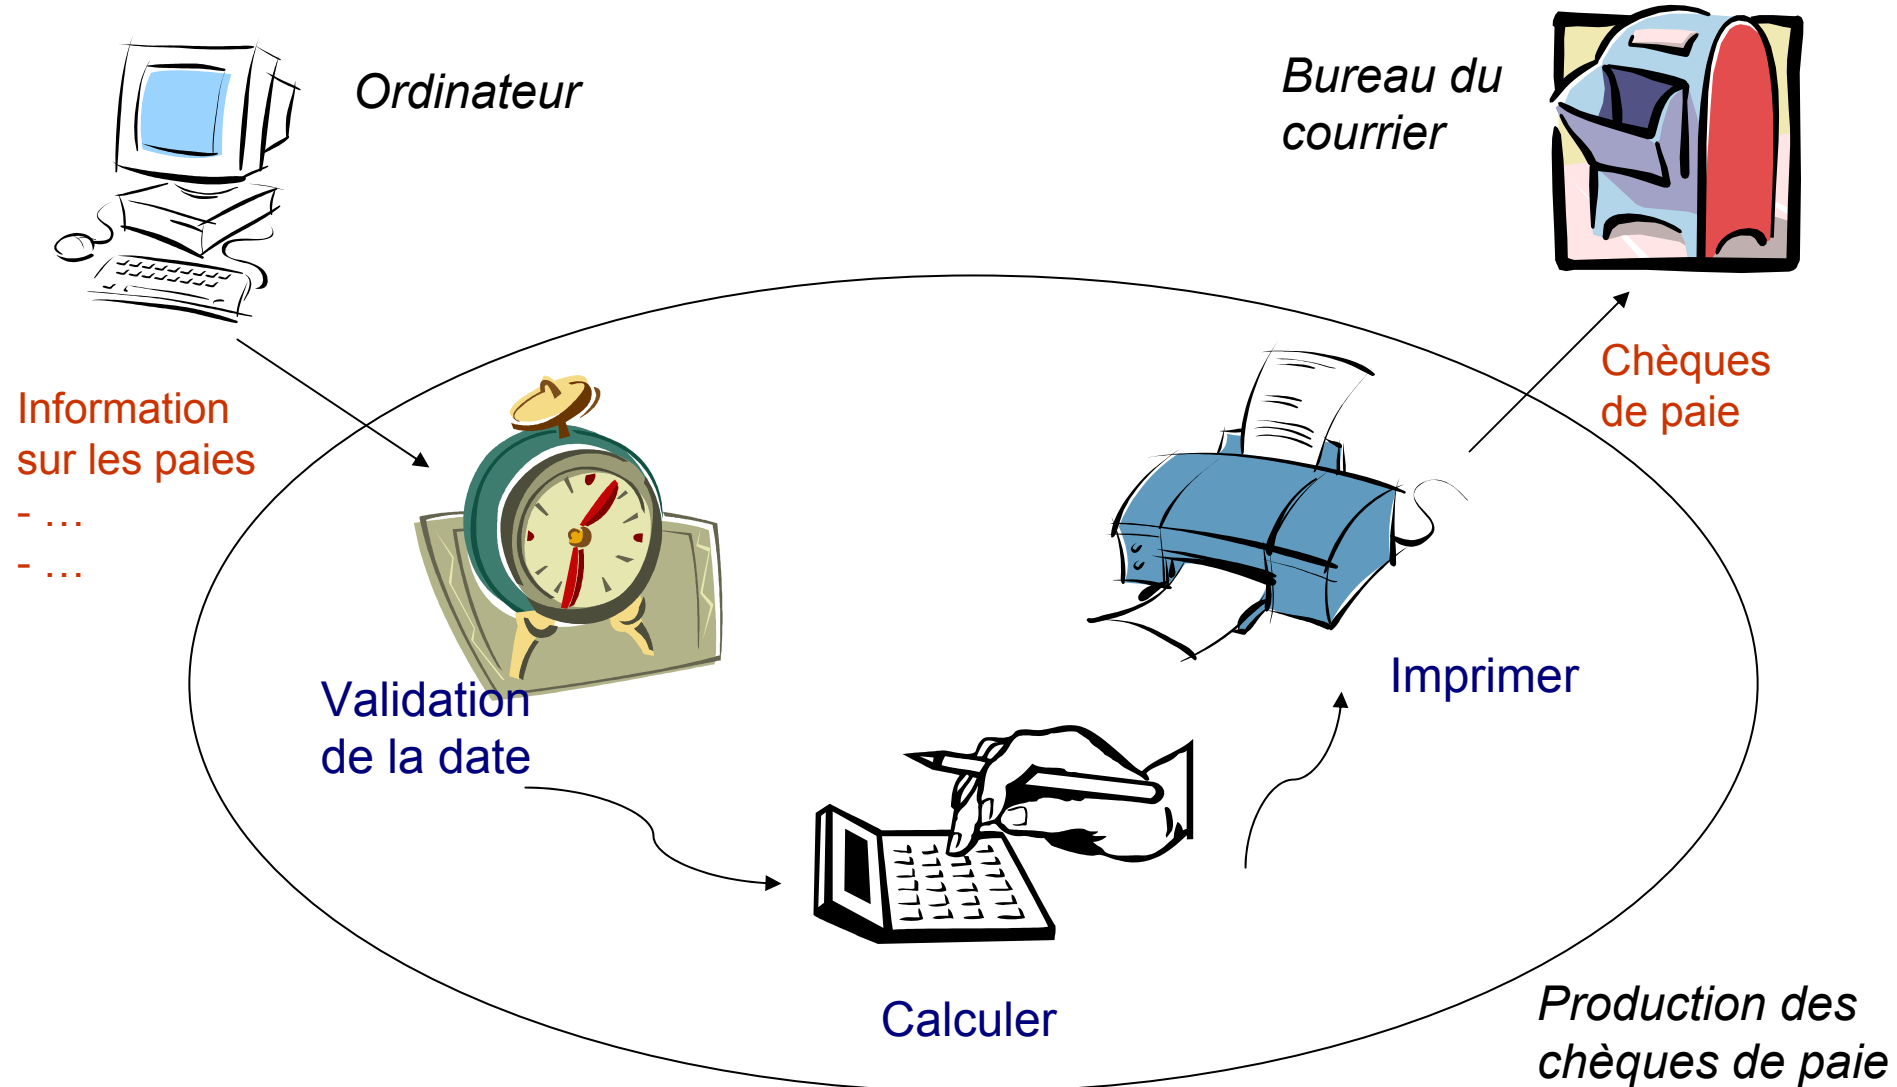 Ordinateur
Bureau du
courrier
Information
sur les paies
- …
- …
Chèques
de paie
Validation
de la date
Imprimer
Calculer
Production des
chèques de paie